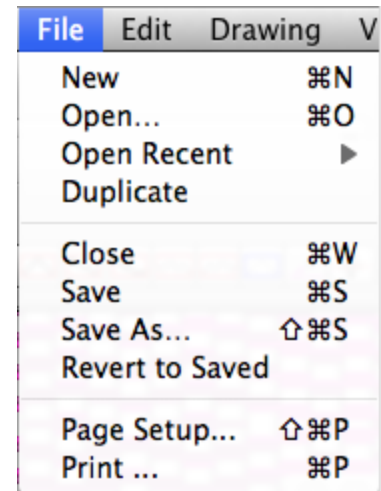 File Edit Drawing V
New ⌘N
Open... ⌘O
Open Recent ▶
Duplicate
Close ⌘W
Save ⌘S
Save As... ⇧⌘S
Revert to Saved
Page Setup... ⇧⌘P
Print ... ⌘P